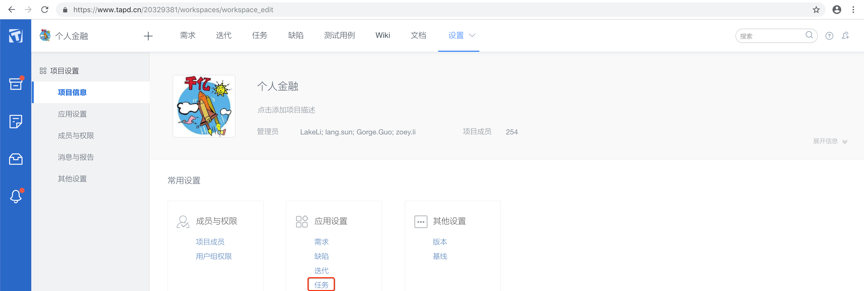 https://www.tapd.cn/20329381/workspaces/workspace_edit
个人金融
需求 迭代 任务 缺陷 测试用例 Wiki 文档 设置
搜索
项目设置
项目信息
应用设置
成员与权限
消息与报告
其他设置
千亿
个人金融
点击添加项目描述
管理员 LakeLi; lang.sun; Gorge.Guo; zoey.li 项目成员 254
展开信息
常用设置
成员与权限
项目成员
用户组权限
应用设置
需求
缺陷
迭代
任务
其他设置
版本
基线